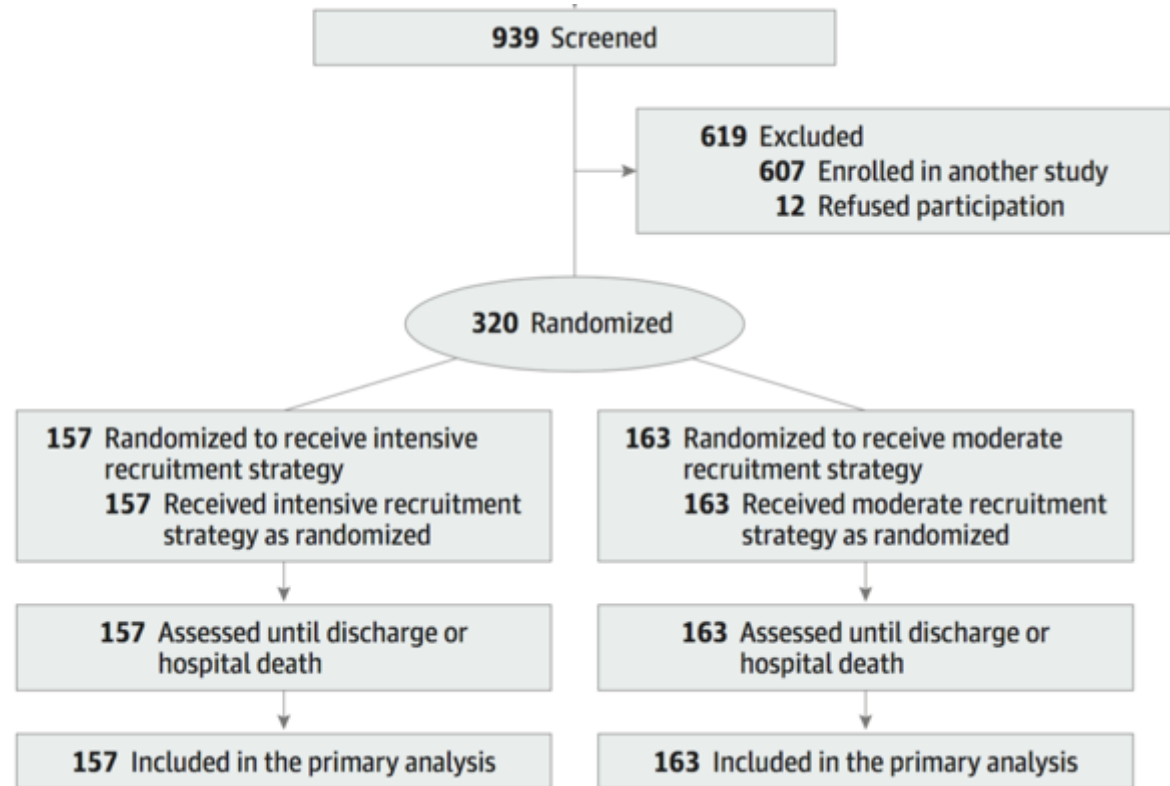 939 Screened
619 Excluded
607 Enrolled in another study
12 Refused participation
320 Randomized
157 Randomized to receive intensive
recruitment strategy
157 Received intensive recruitment
strategy as randomized
163 Randomized to receive moderate
recruitment strategy
163 Received moderate recruitment
strategy as randomized
157 Assessed until discharge or
hospital death
163 Assessed until discharge or
hospital death
157 Included in the primary analysis
163 Included in the primary analysis